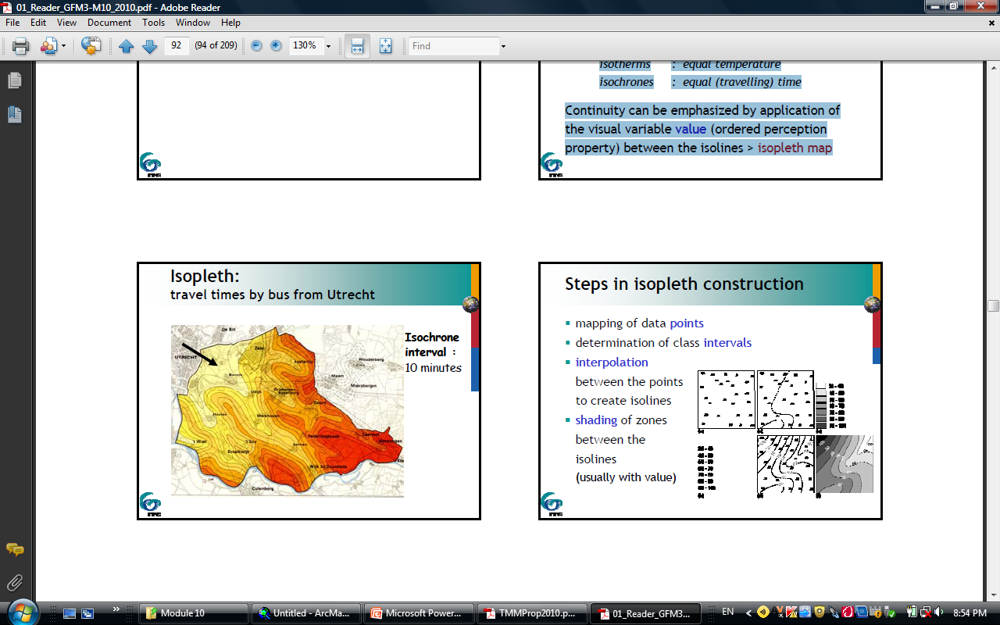 01_Reader_GFM3-M10_2010.pdf - Adobe Reader
File Edit View Document Tools Window Help
92 (94 of 209) 130% Find
isotherms : equal temperature
isochrones : equal (travelling) time
Continuity can be emphasized by application of
the visual variable value (ordered perception
property) between the isolines > isopleth map
Isopleth:
travel times by bus from Utrecht
Isochrone
interval :
10 minutes
De Bilt
UTRECHT
Zeist
Bunnik
Woudenberg
Maarn
Maarsbergen
Odijk
Driebergen
Doorn
Houten
Werkhoven
't Waal
't Goy
Schalkwijk
Wijk bij Duurstede
Culemborg
Steps in isopleth construction
mapping of data points
determination of class intervals
interpolation
between the points
to create isolines
shading of zones
between the
isolines
(usually with value)
Module 10 Untitled - ArcMa... Microsoft Power... TMMProp2010.p... 01_Reader_GFM3... EN 8:54 PM